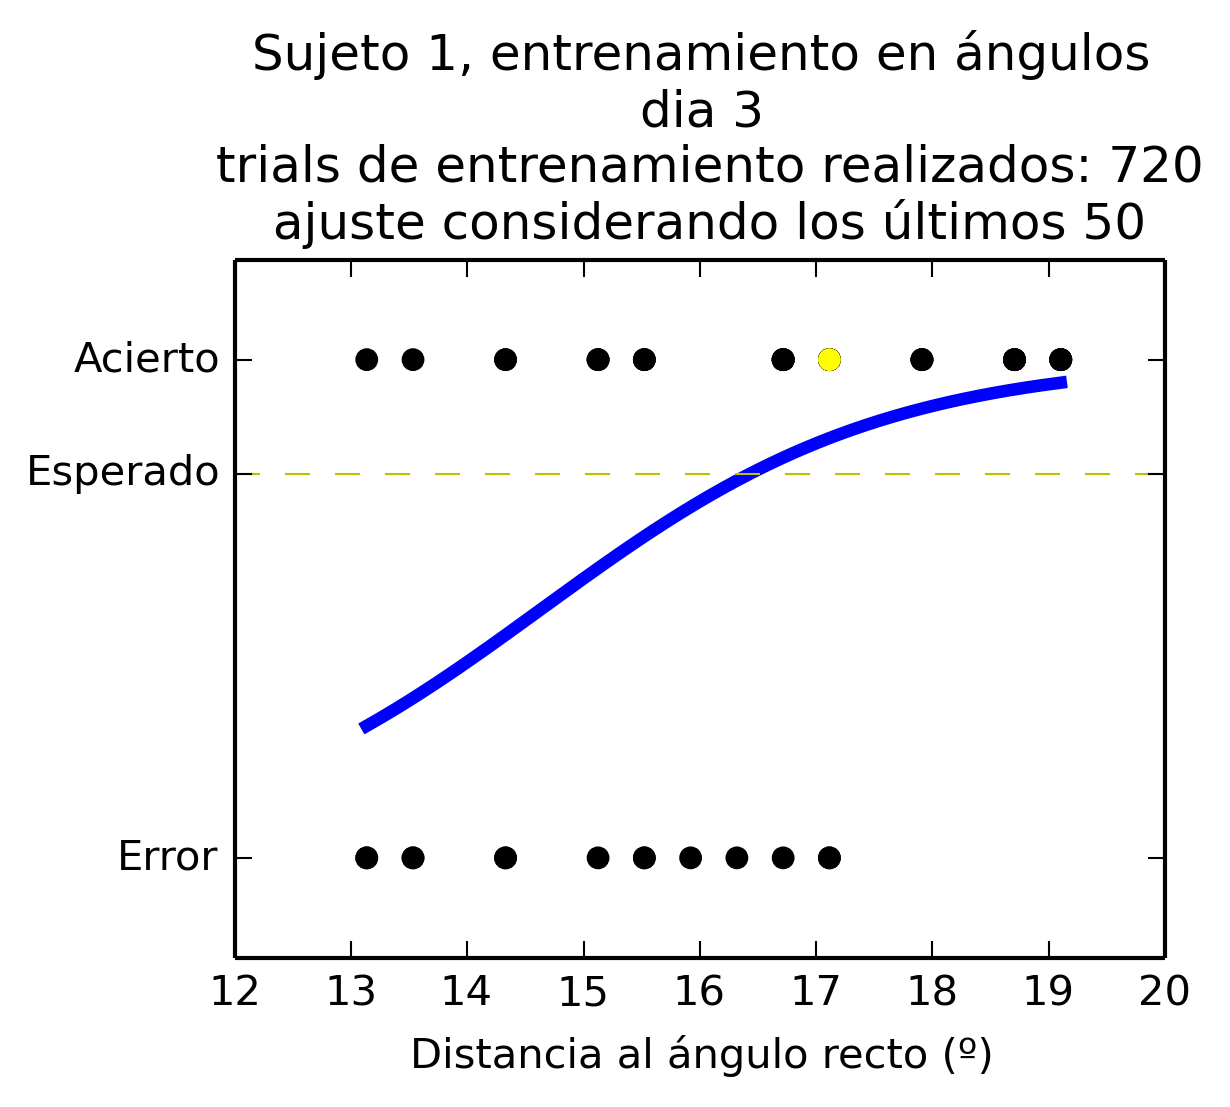 Sujeto 1, entrenamiento en ángulos
dia 3
trials de entrenamiento realizados: 720
ajuste considerando los últimos 50
Acierto
Esperado
Error
12 13 14 15 16 17 18 19 20
Distancia al ángulo recto (º)